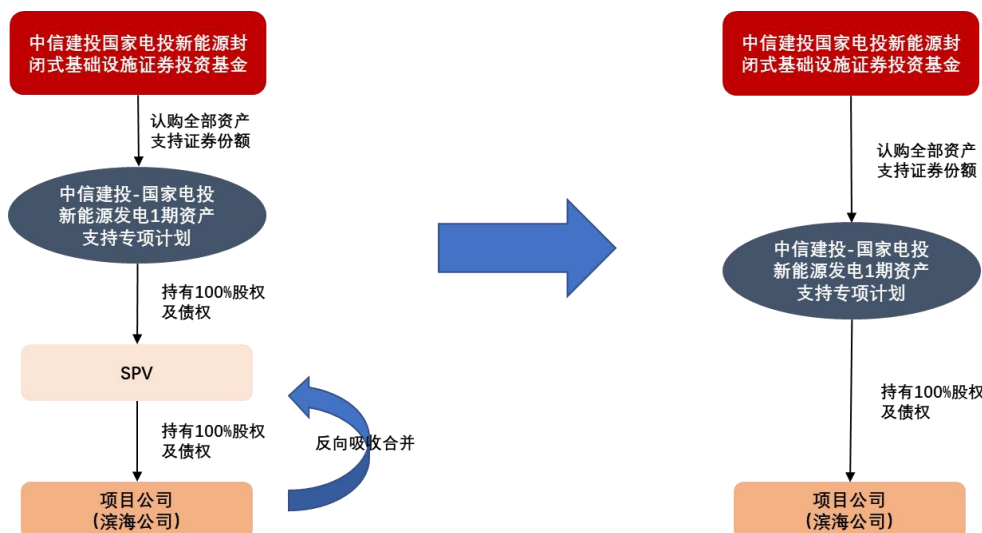 中信建投国家电投新能源封
闭式基础设施证券投资基金
认购全部资产
支持证券份额
中信建投-国家电投
新能源发电1期资产
支持专项计划
持有100%股权
及债权
SPV
持有100%股权
及债权
反向吸收合并
项目公司
(滨海公司)
中信建投国家电投新能源封
闭式基础设施证券投资基金
认购全部资产
支持证券份额
中信建投-国家电投
新能源发电1期资产
支持专项计划
持有100%股权
及债权
项目公司
(滨海公司)